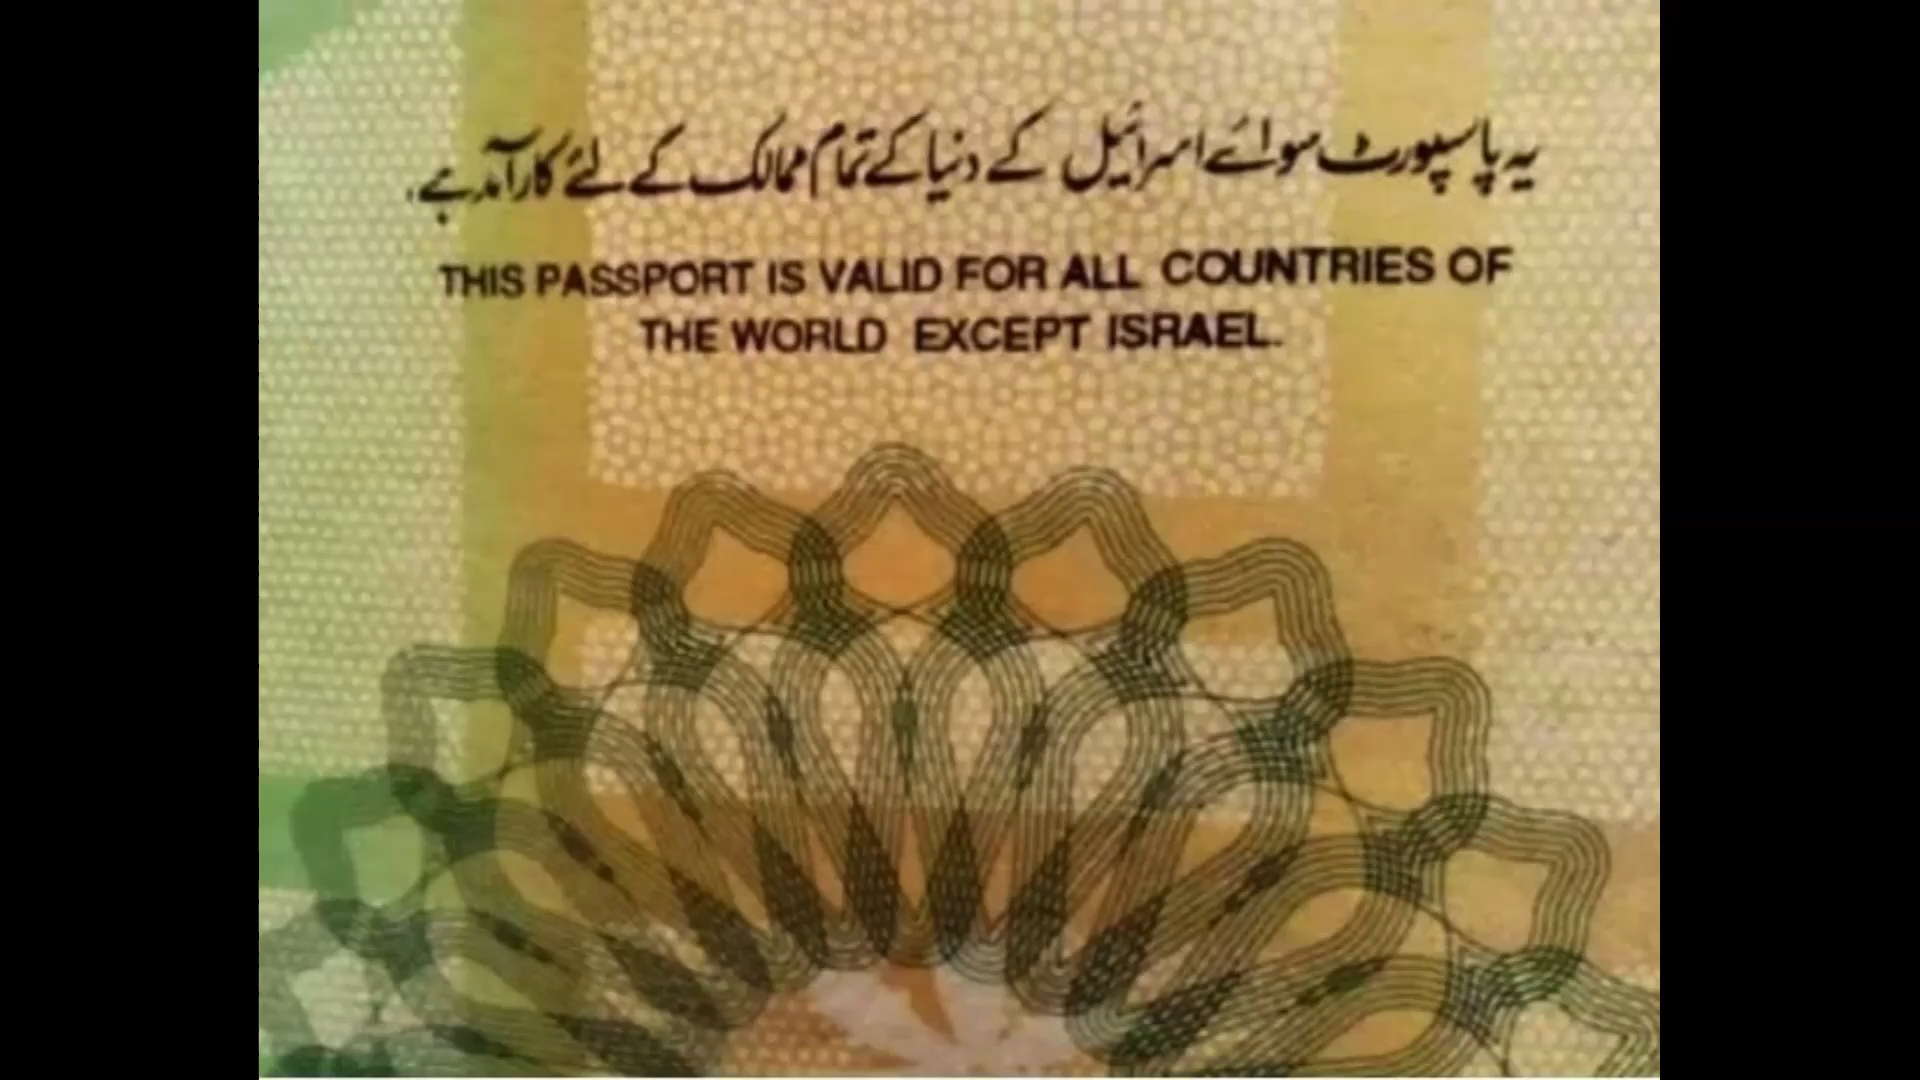 یہ پاسپورٹ سوائے اسرائیل کے دنیا کے تمام ممالک کے لئے کارآمد ہے۔
THIS PASSPORT IS VALID FOR ALL COUNTRIES OF
THE WORLD EXCEPT ISRAEL.